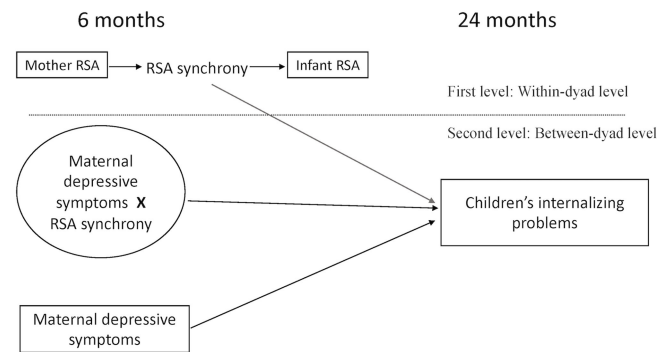 6 months
24 months
Mother RSA
RSA synchrony
Infant RSA
First level: Within-dyad level
Second level: Between-dyad level
Maternal
depressive
symptoms X
RSA synchrony
Children's internalizing
problems
Maternal depressive
symptoms